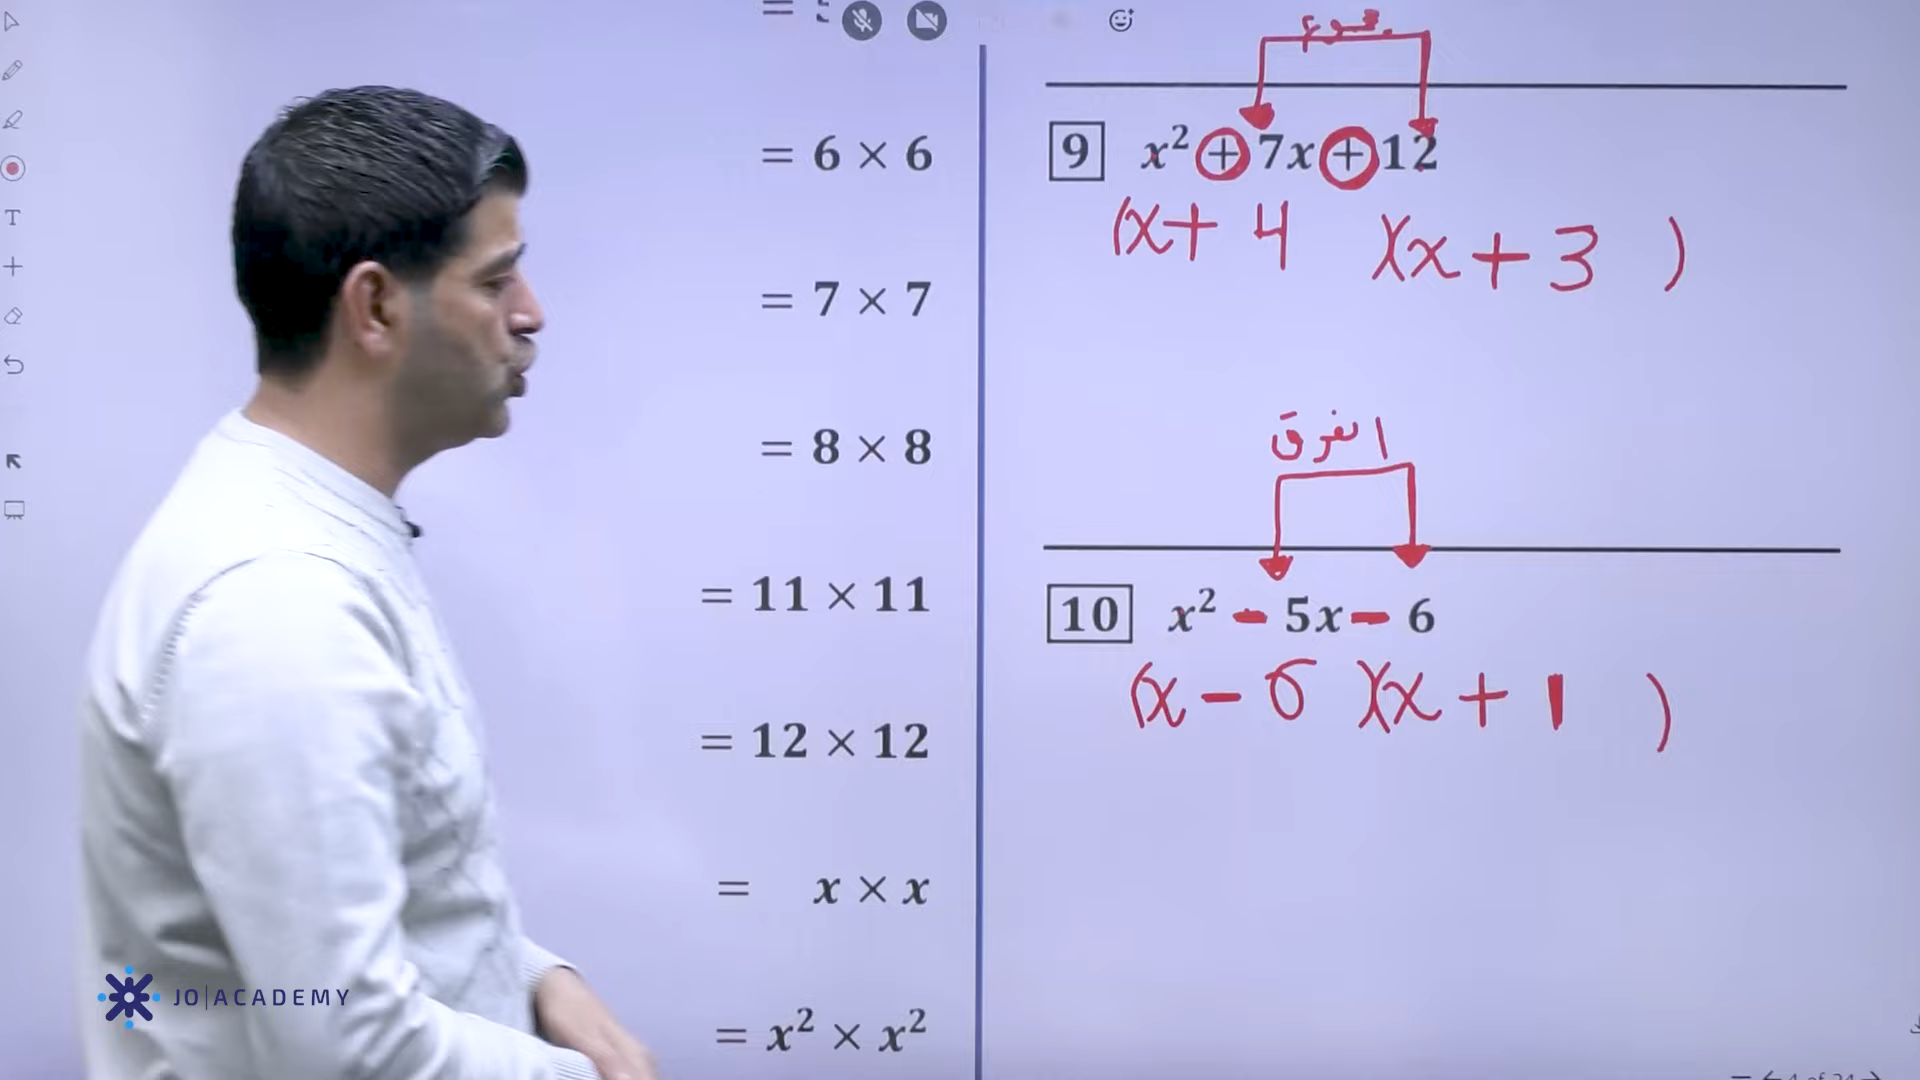 = 6 × 6
= 7 × 7
= 8 × 8
= 11 × 11
= 12 × 12
= x × x
= x² × x²
9 x² + 7x + 12
(x + 4 )(x + 3 )
الفرق
10 x² - 5x - 6
(x - 6 )(x + 1 )
T
JO|ACADEMY